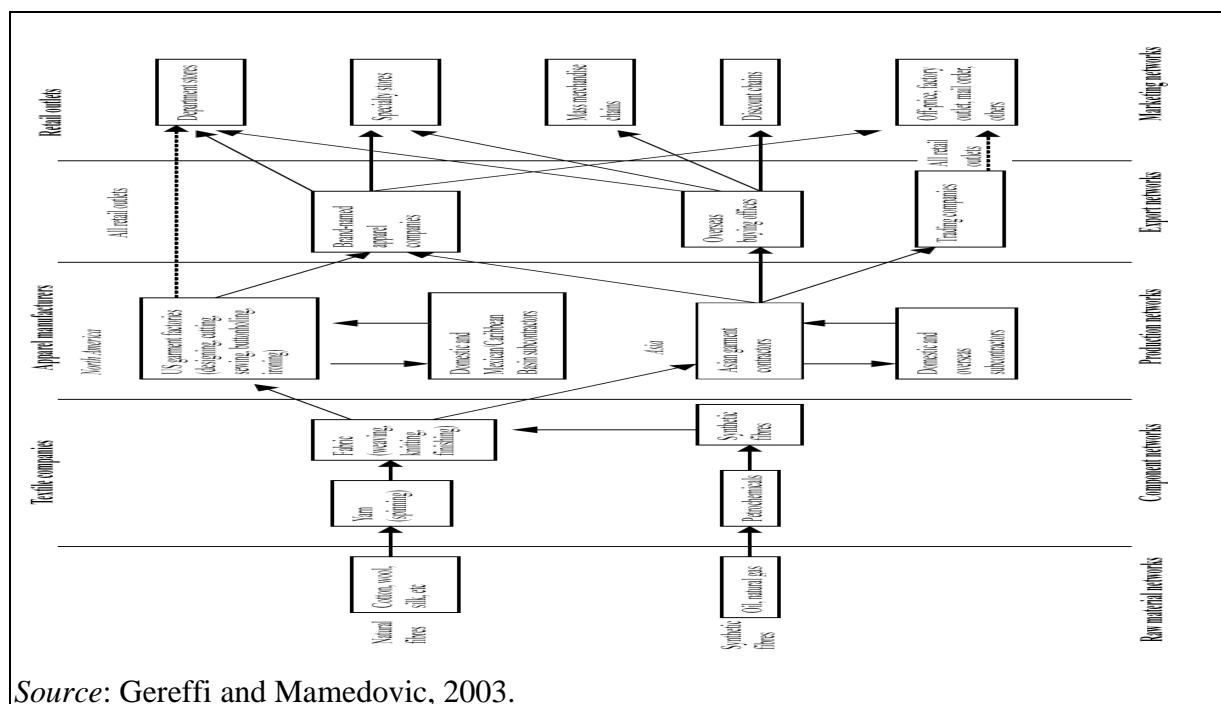 Textile companies
Apparel manufacturers
Retail outlets
North America
All retail outlets
Natural
fibres
Cotton, wool,
silk, etc
Yarn
(spinning)
Fabric
(weaving,
knitting,
finishing)
US garment factories
(designing, cutting,
sewing, buttonholing,
ironing)
Domestic and
Mexican/Caribbean
Basin subcontractors
Brand-named
apparel
companies
Department stores
Specialty stores
Mass merchandise
chains
Discount chains
Off-price, factory
outlet, mail order,
others
Synthetic
fibres
Oil, natural gas
Petrochemicals
Synthetic
fibres
Asia
Asian garment
contractors
Domestic and
overseas
subcontractors
Overseas
buying offices
Trading companies
All retail
outlets
Raw material networks
Component networks
Production networks
Export networks
Marketing networks
Source: Gereffi and Mamedovic, 2003.